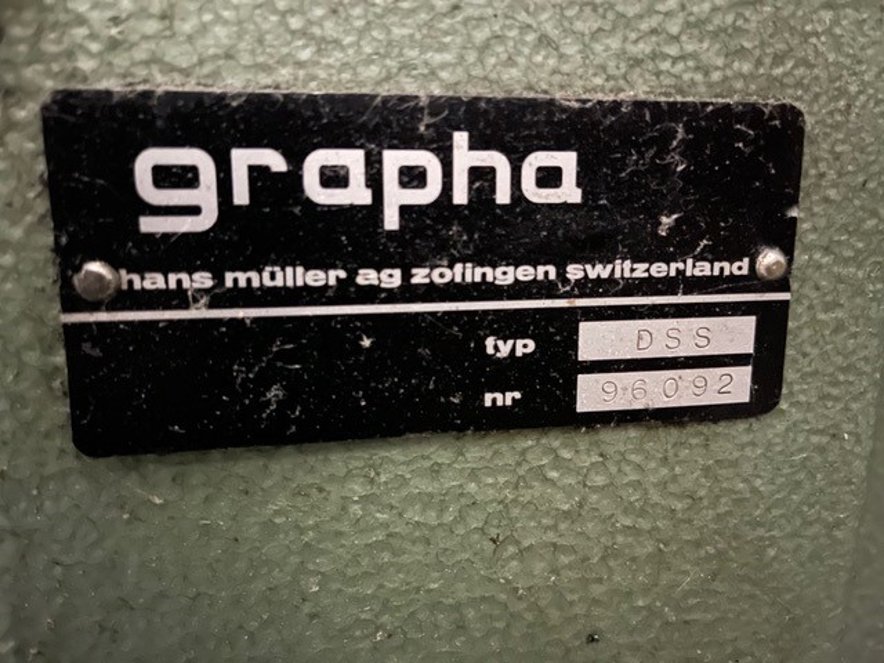 grapha
hans müller ag zofingen switzerland
typ DSS
nr 96092